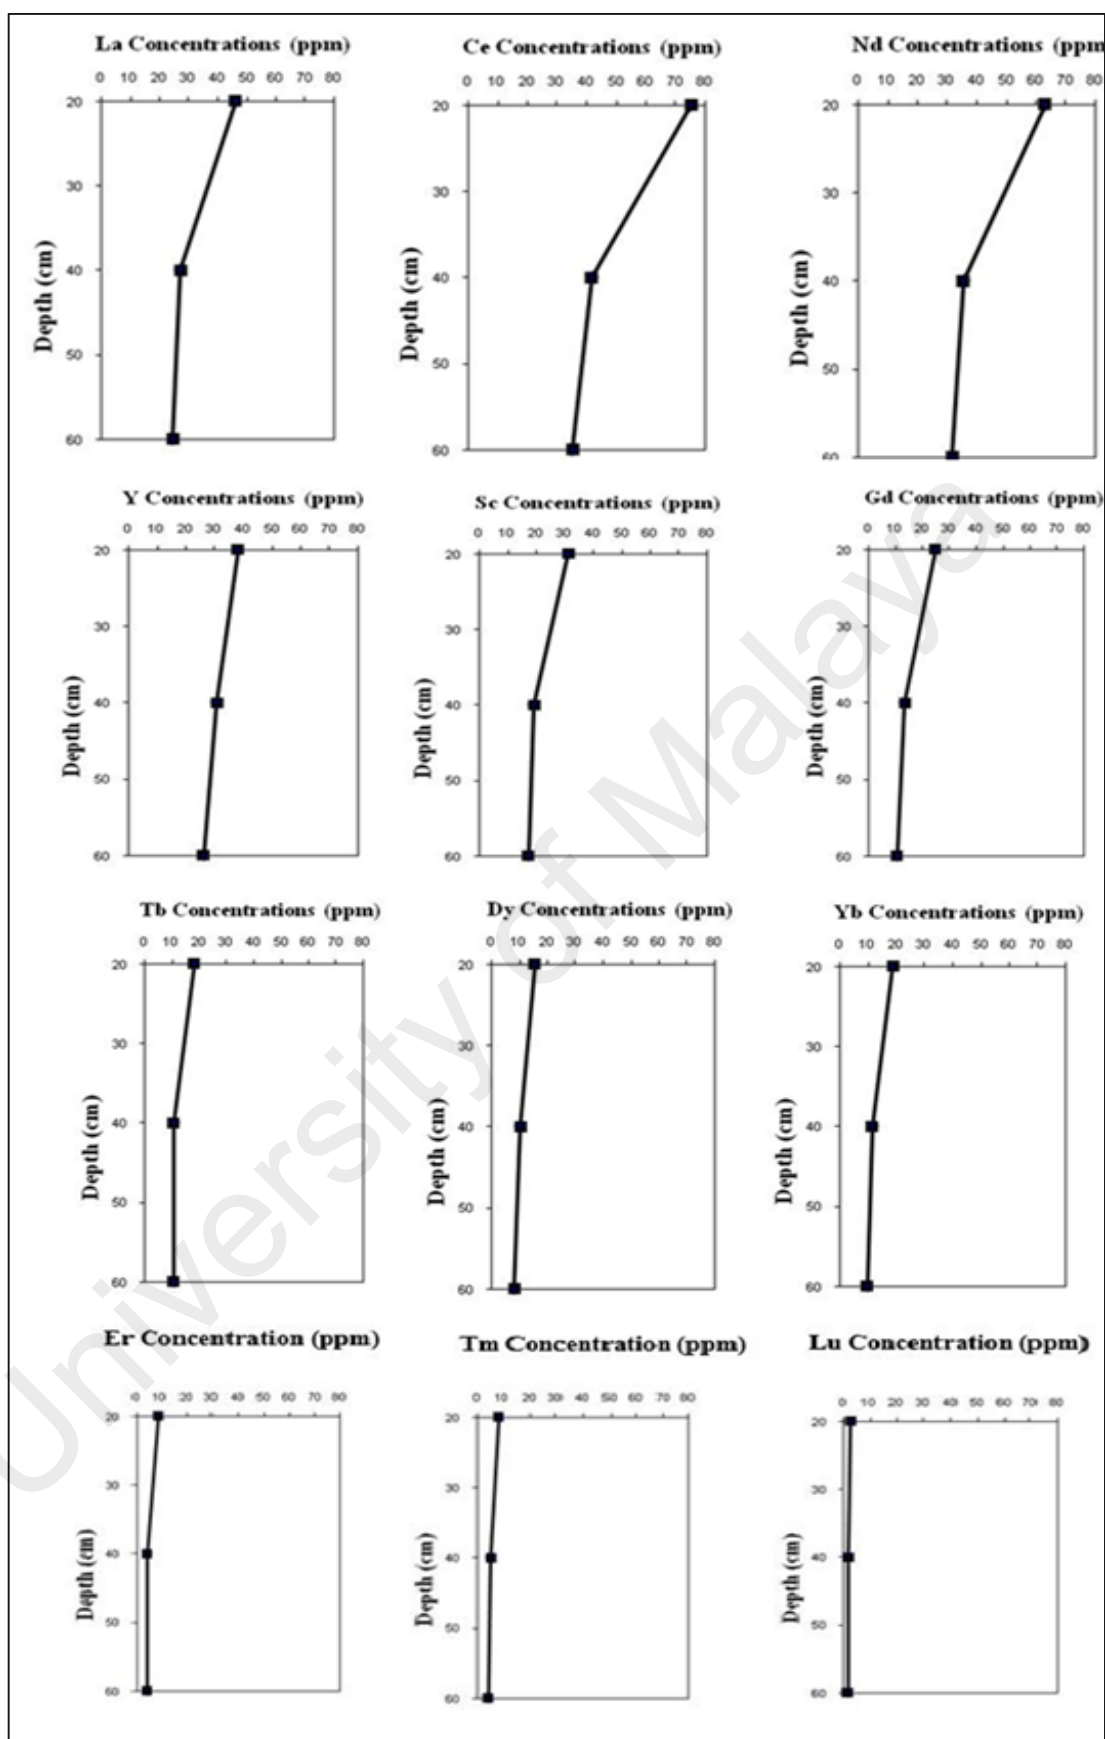 La Concentrations (ppm)
0 10 20 30 40 50 60 70 80
20
30
40
50
60
Depth (cm)
Ce Concentrations (ppm)
0 10 20 30 40 50 60 70 80
20
30
40
50
60
Depth (cm)
Nd Concentrations (ppm
0 10 20 30 40 50 60 70 80
20
30
40
50
60
Depth (cm)
Y Concentrations (ppm)
0 10 20 30 40 50 60 70 80
20
30
40
50
60
Depth (cm)
Sc Concentrations (ppm)
0 10 20 30 40 50 60 70 80
20
30
40
50
60
Depth (cm)
Gd Concentrations (ppm)
0 10 20 30 40 50 60 70 80
20
30
40
50
60
Depth (cm)
Tb Concentrations (ppm)
0 10 20 30 40 50 60 70 80
20
30
40
50
60
Depth (cm)
Dy Concentrations (ppm)
0 10 20 30 40 50 60 70 80
20
30
40
50
60
Depth (cm)
Yb Concentrations (ppm)
0 10 20 30 40 50 60 70 80
20
30
40
50
60
Depth (cm)
Er Concentration (ppm)
0 10 20 30 40 50 60 70 80
20
30
40
50
60
Depth (cm)
Tm Concentration (ppm)
0 10 20 30 40 50 60 70 80
20
30
40
50
60
Depth (cm)
Lu Concentration (ppm)
0 10 20 30 40 50 60 70 80
20
30
40
50
60
Depth (cm)
University of Malaya